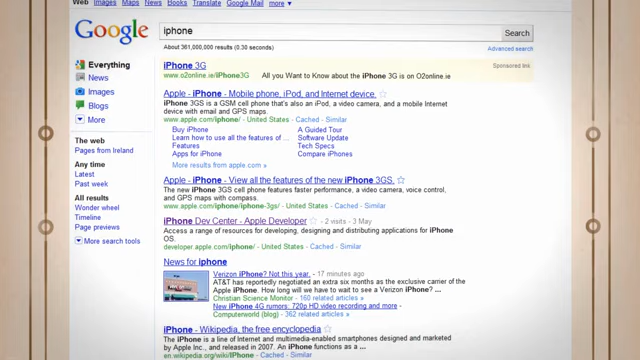 Web Images Maps News Books Translate Google Mail more ▼
Google
iphone
Search
About 361,000,000 results (0.30 seconds)
Advanced search
Everything
News
Images
Blogs
More
The web
Pages from Ireland
Any time
Latest
Past week
All results
Wonder wheel
Timeline
Page previews
More search tools
iPhone 3G
Sponsored link
www.o2online.ie/iPhone3G All you Want to Know about the iPhone 3G is on O2online.ie
Apple - iPhone - Mobile phone, iPod, and Internet device.
iPhone 3GS is a GSM cell phone that's also an iPod, a video camera, and a mobile Internet
device with email and GPS maps.
www.apple.com/iphone/ - United States - Cached - Similar
Buy iPhone A Guided Tour
Learn how to use all the features of ... Software Update
Features Tech Specs
Apps for iPhone Compare iPhones
More results from apple.com »
Apple - iPhone - View all the features of the new iPhone 3GS.
The new iPhone 3GS cell phone features faster performance, a video camera, voice control,
and GPS maps with compass.
www.apple.com/iphone/iphone-3gs/ - United States - Cached - Similar
iPhone Dev Center - Apple Developer - 2 visits - 3 May
Access a range of resources for developing, designing and distributing applications for iPhone
OS.
developer.apple.com/iphone/ - United States - Cached - Similar
News for iphone
Verizon iPhone? Not this year. - 17 minutes ago
AT&T has reportedly negotiated an extra six months as the exclusive carrier of the
Apple iPhone. How long will we have to wait to see a Verizon iPhone? ...
Christian Science Monitor - 160 related articles »
New iPhone 4G rumors: 720p HD video recording and more -
Computerworld (blog) - 362 related articles »
iPhone - Wikipedia, the free encyclopedia
The iPhone is a line of Internet and multimedia-enabled smartphones designed and marketed
by Apple Inc., and released in 2007. An iPhone functions as a ...
en.wikipedia.org/wiki/IPhone - Cached - Similar